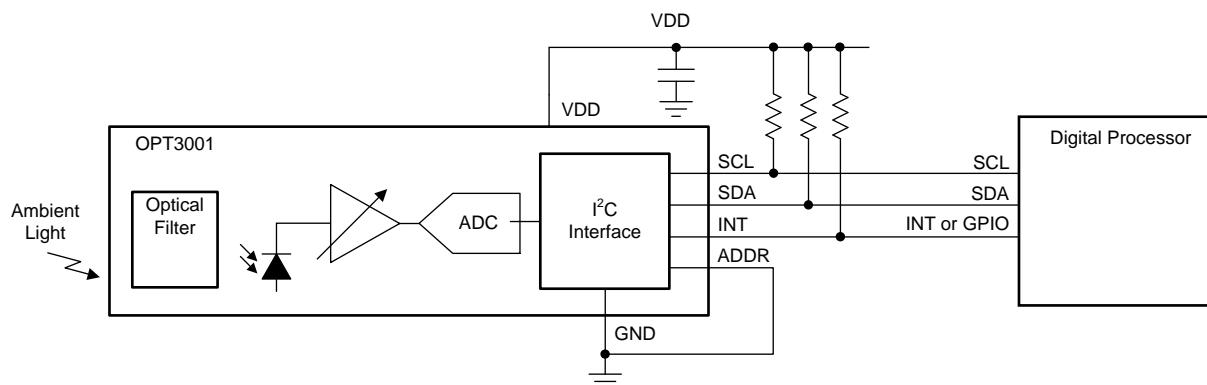 VDD
VDD
OPT3001
Digital Processor
SCL
SCL
Optical
Filter
SDA
SDA
Ambient
Light
ADC
I²C
Interface
INT
INT or GPIO
ADDR
GND